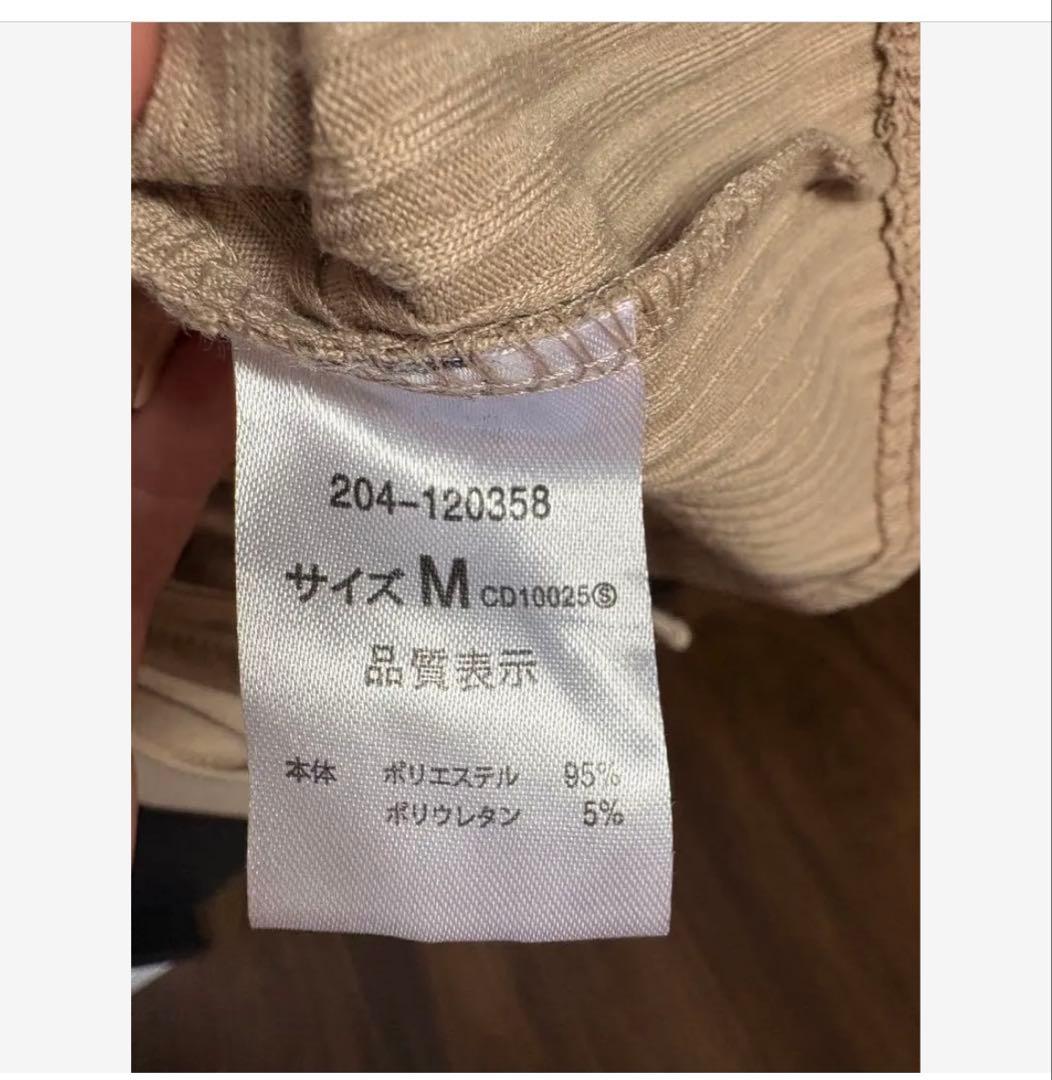 204-120358
サイズ M CD10025Ⓢ
品質表示
本体 ポリエステル 95%
ポリウレタン 5%